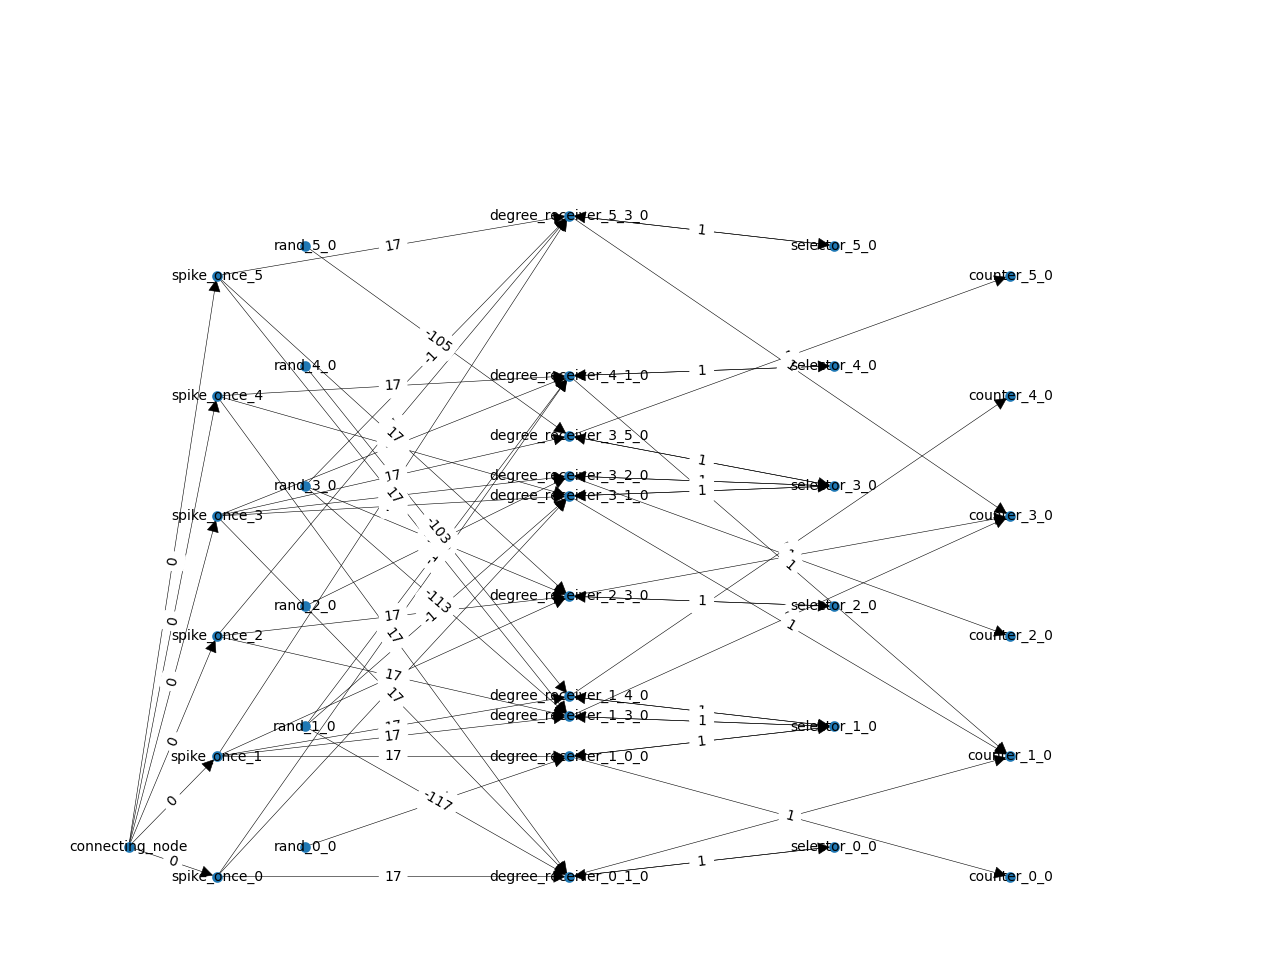 degree_receiver_5_3_0
1
17
rand_5_0
selector_5_0
spike_once_5
counter_5_0
-105
-1
rand_4_0
selector_4_0
1
degree_receiver_4_1_0
17
spike_once_4
counter_4_0
17
degree_receiver_3_5_0
1
17
degree_receiver_3_2_0
rand_3_0
selector_3_0
1
degree_receiver_3_1_0
17
spike_once_3
counter_3_0
-103
0
1
degree_receiver_2_3_0
1
-113
rand_2_0
selector_2_0
17
-1
0
1
17
spike_once_2
counter_2_0
17
0
17
degree_receiver_1_4_0
degree_receiver_1_3_0
1
rand_1_0
selector_1_0
17
0
1
spike_once_1
17
degree_receiver_1_0_0
counter_1_0
0
-117
1
connecting_node
rand_0_0
selector_0_0
0
1
spike_once_0
17
degree_receiver_0_1_0
counter_0_0